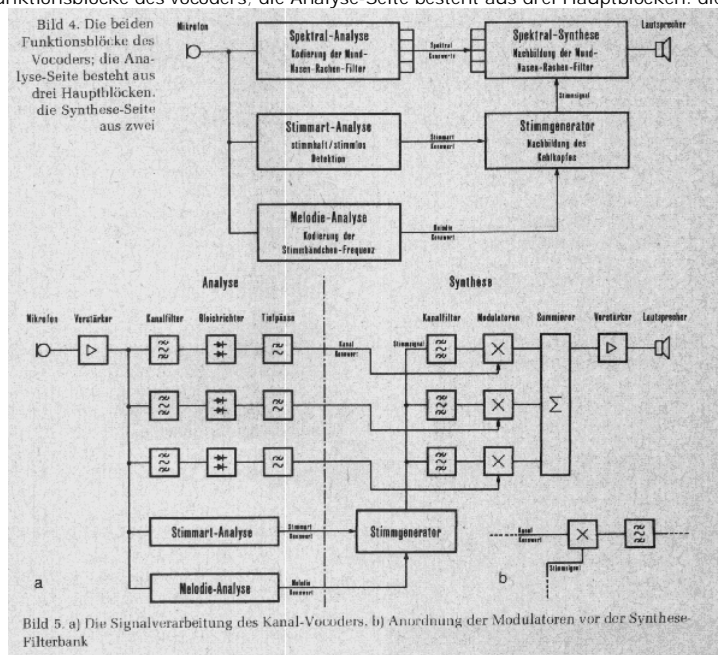 unktionsblöcke des Vocoders; die Analyse-Seite besteht aus drei Hauptblöcken. die
Bild 4. Die beiden
Funktionsblöcke des
Vocoders; die Ana-
lyse-Seite besteht aus
drei Hauptblöcken.
die Synthese-Seite
aus zwei
Mikrofon
Spektral-Analyse
Kodierung der Mund-
Nasen-Rachen-Filter
Spektral
Kennwerte
Spektral-Synthese
Nachbildung der Mund-
Nasen-Rachen-Filter
Lautsprecher
Stimmsignal
Stimmart-Analyse
stimmhaft/stimmlos
Detektion
Stimmart
Kennwert
Stimmgenerator
Nachbildung des
Kehlkopfes
Melodie-Analyse
Kodierung der
Stimmbändchen-Frequenz
Melodie
Kennwert
Analyse
Synthese
Mikrofon
Verstärker
Kanalfilter
Gleichrichter
Tiefpässe
Kanalfilter
Modulatoren
Summierer
Verstärker
Lautsprecher
Kanal
Kennwert
Stimmsignal
Σ
Stimmart-Analyse
Stimmart
Kennwert
Stimmgenerator
Melodie-Analyse
Melodie
Kennwert
a
Kanal
Kennwert
Stimmsignal
b
Bild 5. a) Die Signalverarbeitung des Kanal-Vocoders, b) Anordnung der Modulatoren vor der Synthese-
Filterbank